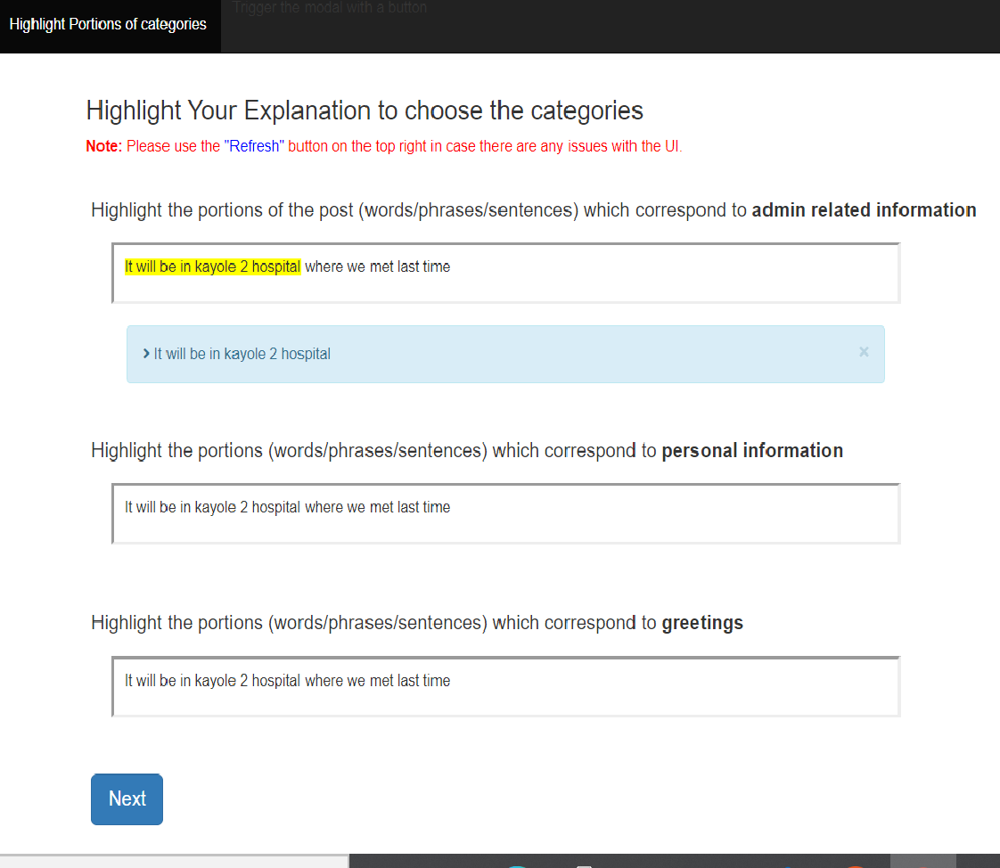 Trigger the modal with a button
Highlight Portions of categories
Highlight Your Explanation to choose the categories
Note: Please use the "Refresh" button on the top right in case there are any issues with the UI.
Highlight the portions of the post (words/phrases/sentences) which correspond to admin related information
It will be in kayole 2 hospital where we met last time
It will be in kayole 2 hospital ×
Highlight the portions (words/phrases/sentences) which correspond to personal information
It will be in kayole 2 hospital where we met last time
Highlight the portions (words/phrases/sentences) which correspond to greetings
It will be in kayole 2 hospital where we met last time
Next